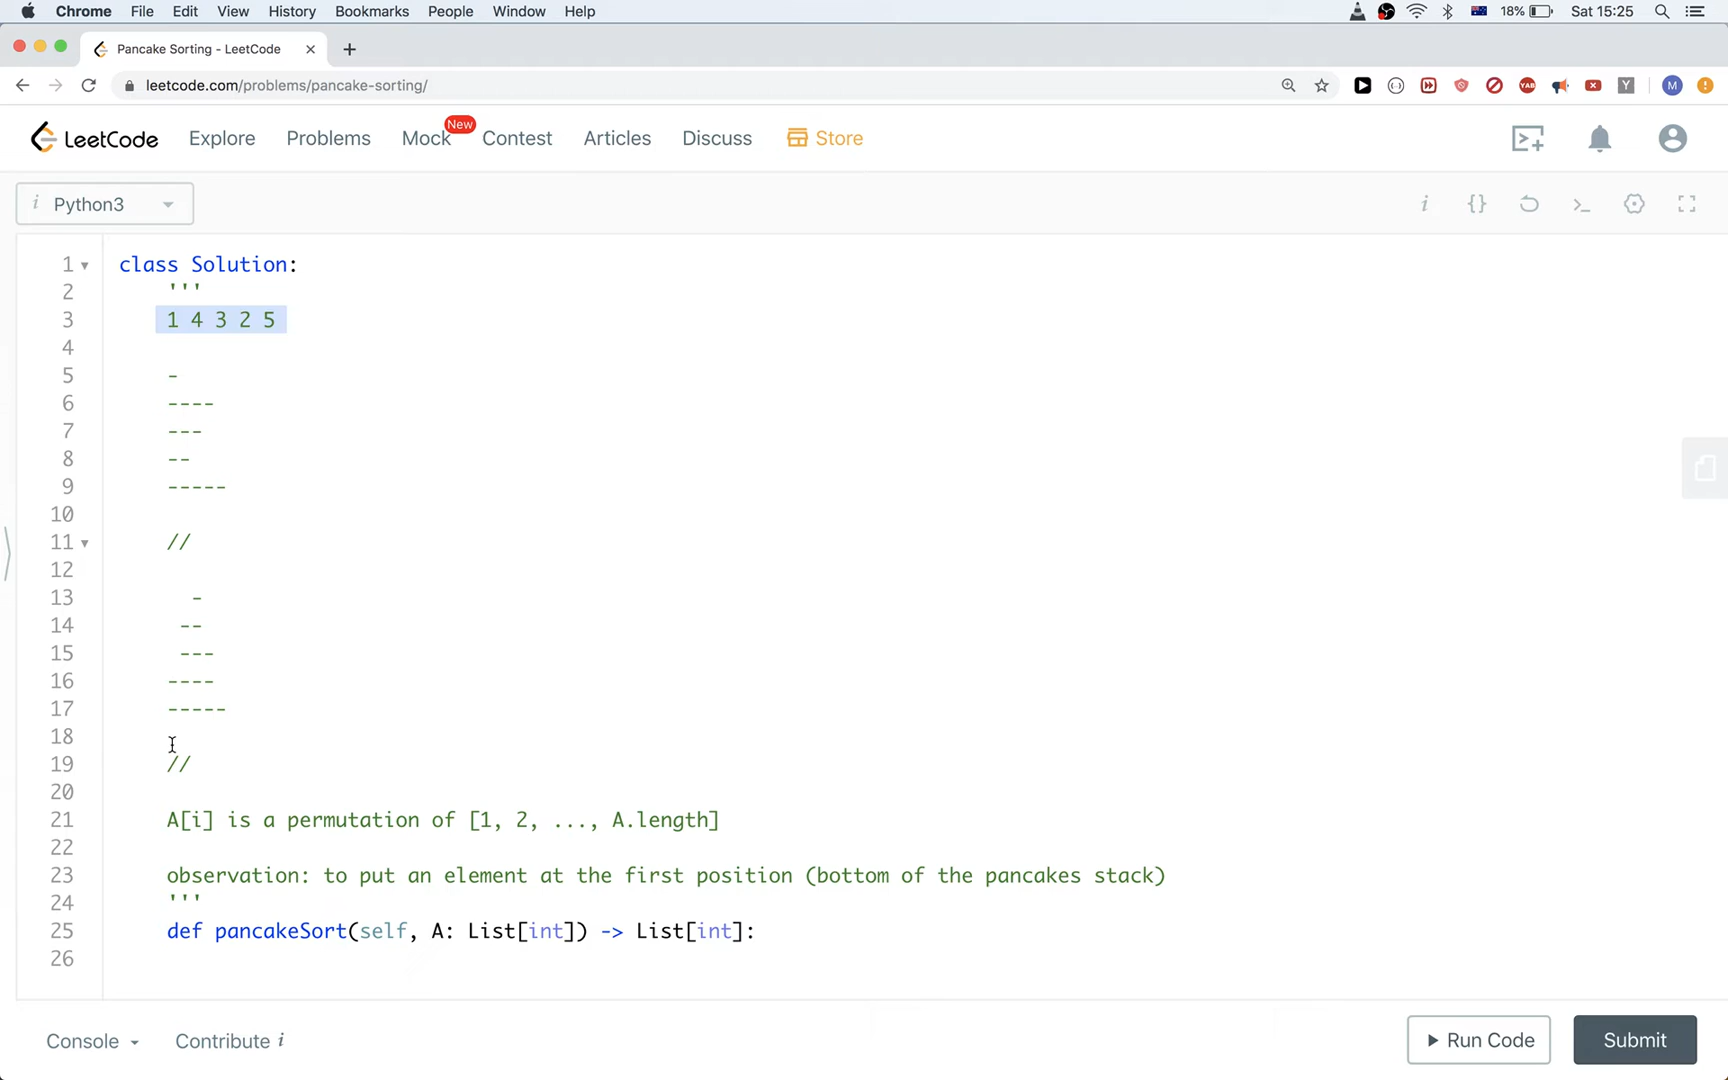 Chrome File Edit View History Bookmarks People Window Help 18% Sat 15:25
Pancake Sorting - LeetCode
leetcode.com/problems/pancake-sorting/
YAB Y M
LeetCode Explore Problems Mock New Contest Articles Discuss Store
i Python3 i {} >_
1 class Solution:
2 '''
3 1 4 3 2 5
4
5 -
6 ----
7 ---
8 --
9 -----
10
11 //
12
13 -
14 --
15 ---
16 ----
17 -----
18
19 //
20
21 A[i] is a permutation of [1, 2, ..., A.length]
22
23 observation: to put an element at the first position (bottom of the pancakes stack)
24 '''
25 def pancakeSort(self, A: List[int]) -> List[int]:
26
Console Contribute i Run Code Submit